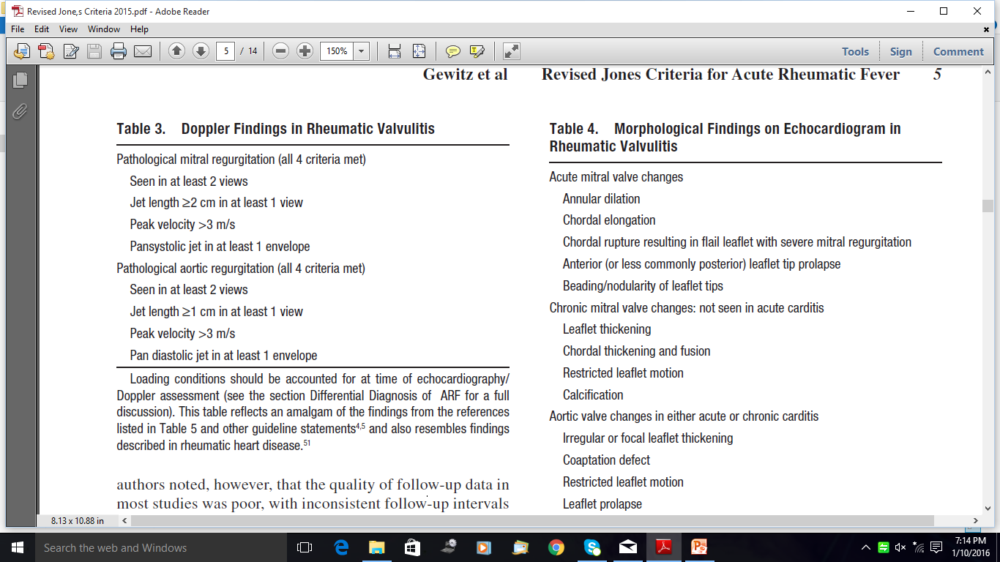 Revised Jone,s Criteria 2015.pdf - Adobe Reader
File Edit View Window Help
5 / 14 150% Tools Sign Comment
Gewitz et al Revised Jones Criteria for Acute Rheumatic Fever 5
Table 3. Doppler Findings in Rheumatic Valvulitis
Pathological mitral regurgitation (all 4 criteria met)
Seen in at least 2 views
Jet length ≥2 cm in at least 1 view
Peak velocity >3 m/s
Pansystolic jet in at least 1 envelope
Pathological aortic regurgitation (all 4 criteria met)
Seen in at least 2 views
Jet length ≥1 cm in at least 1 view
Peak velocity >3 m/s
Pan diastolic jet in at least 1 envelope
Loading conditions should be accounted for at time of echocardiography/
Doppler assessment (see the section Differential Diagnosis of ARF for a full
discussion). This table reflects an amalgam of the findings from the references
listed in Table 5 and other guideline statements4,5 and also resembles findings
described in rheumatic heart disease.51
authors noted, however, that the quality of follow-up data in
most studies was poor, with inconsistent follow-up intervals
Table 4. Morphological Findings on Echocardiogram in
Rheumatic Valvulitis
Acute mitral valve changes
Annular dilation
Chordal elongation
Chordal rupture resulting in flail leaflet with severe mitral regurgitation
Anterior (or less commonly posterior) leaflet tip prolapse
Beading/nodularity of leaflet tips
Chronic mitral valve changes: not seen in acute carditis
Leaflet thickening
Chordal thickening and fusion
Restricted leaflet motion
Calcification
Aortic valve changes in either acute or chronic carditis
Irregular or focal leaflet thickening
Coaptation defect
Restricted leaflet motion
Leaflet prolapse
8.13 x 10.88 in
Search the web and Windows
7:14 PM
1/10/2016